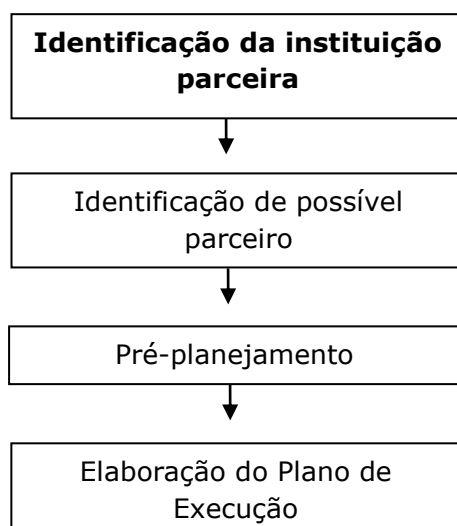 Identificação da instituição
parceira
Identificação de possível
parceiro
Pré-planejamento
Elaboração do Plano de
Execução